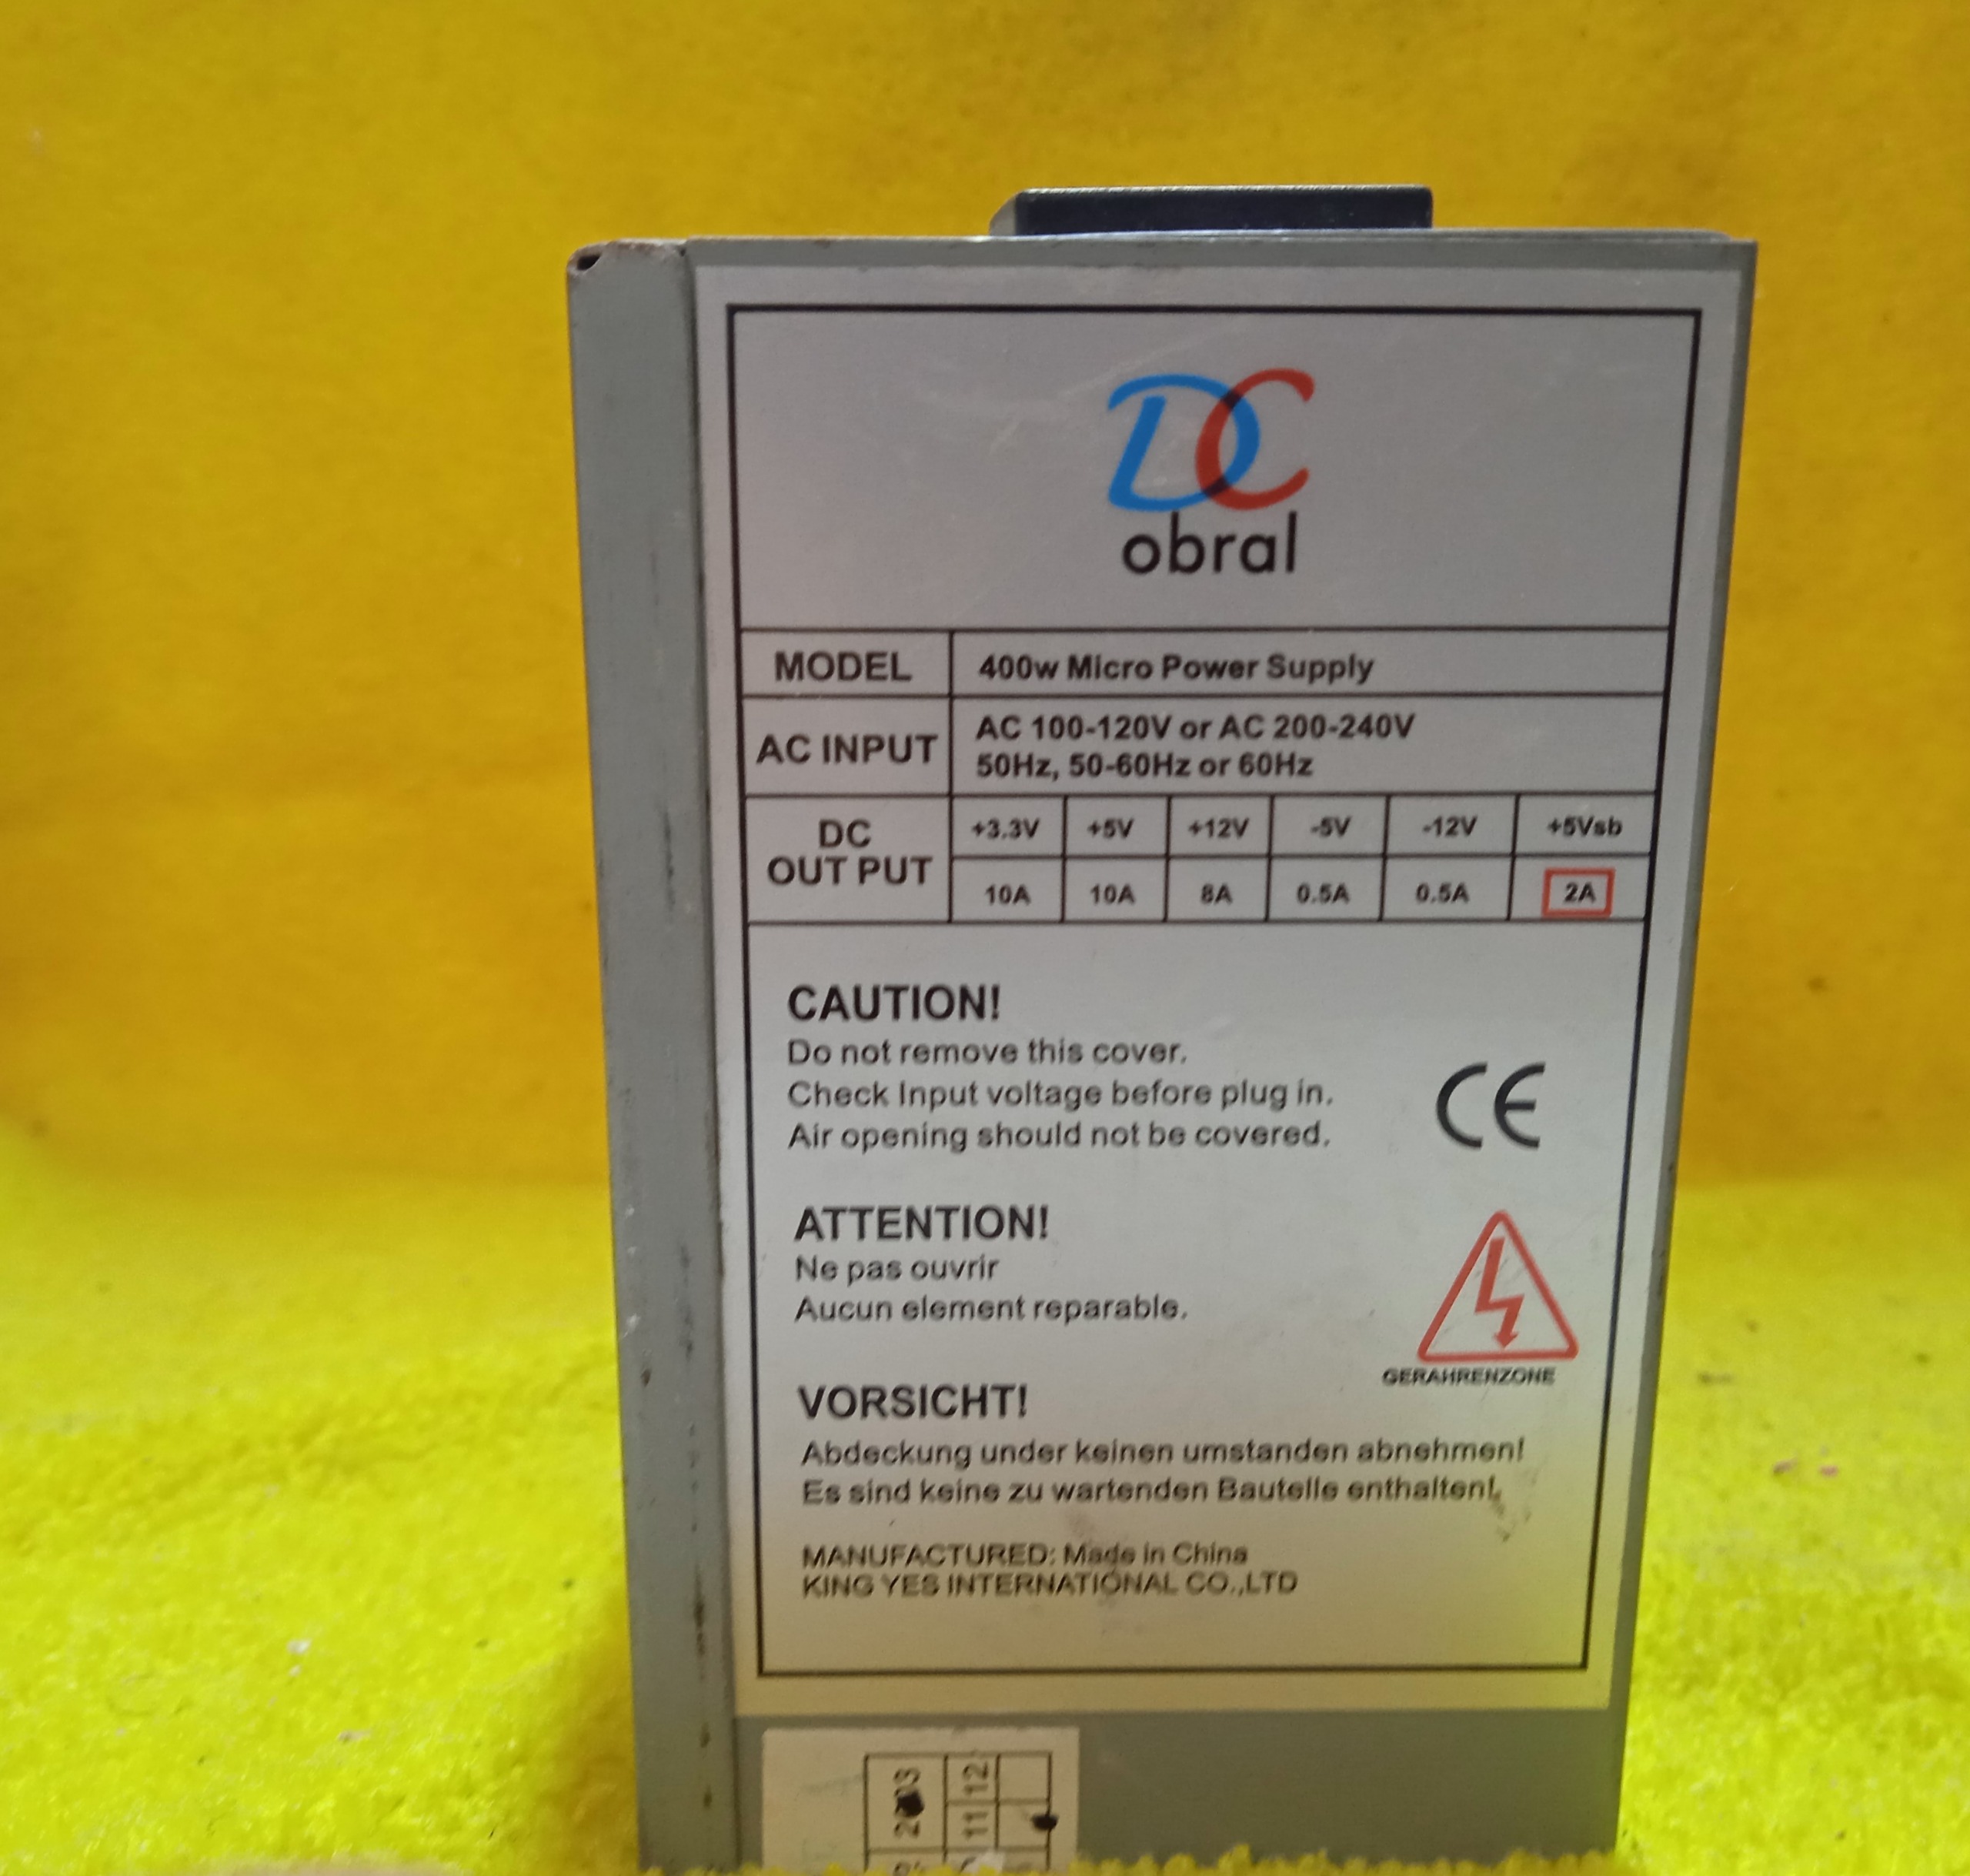 DC
obral
MODEL 400w Micro Power Supply
AC INPUT AC 100-120V or AC 200-240V
50Hz, 50-60Hz or 60Hz
DC OUT PUT +3.3V +5V +12V -5V -12V +5Vsb
10A 10A 8A 0.5A 0.5A 2A
CAUTION!
Do not remove this cover.
Check Input voltage before plug in.
Air opening should not be covered.
CE
ATTENTION!
Ne pas ouvrir
Aucun element reparable.
GERAHRENZONE
VORSICHT!
Abdeckung under keinen umstanden abnehmen!
Es sind keine zu wartenden Bautelle enthalten!.
MANUFACTURED: Made in China
KING YES INTERNATIONAL CO.,LTD
11 12